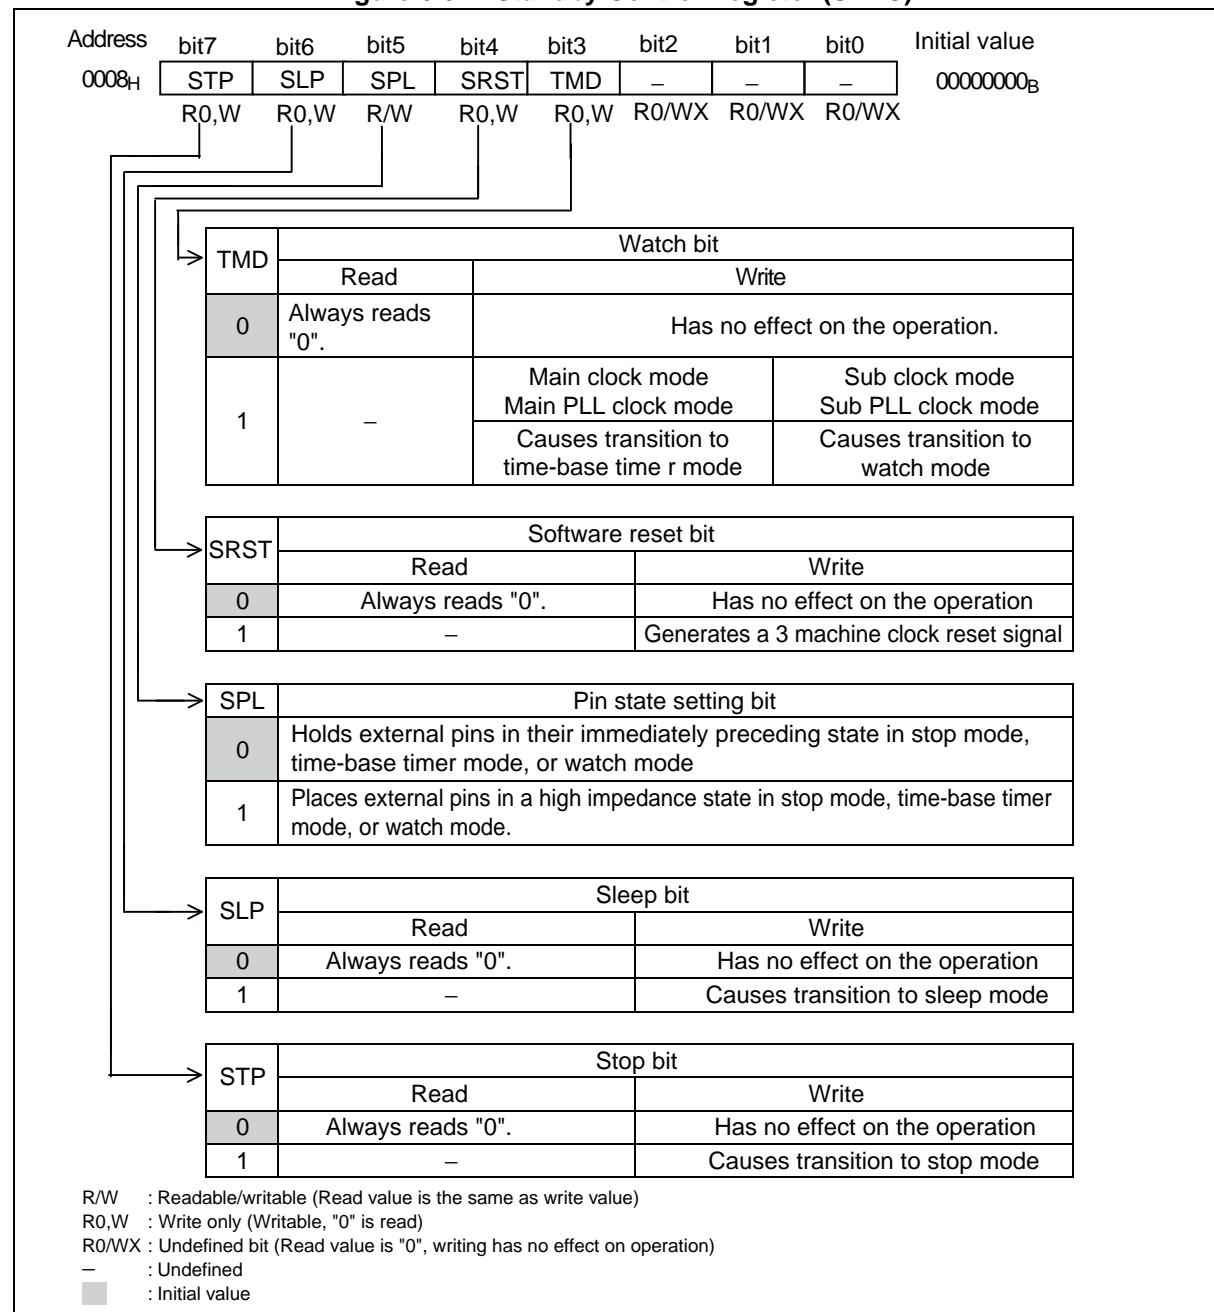 Address bit7 bit6 bit5 bit4 bit3 bit2 bit1 bit0 Initial value
0008H STP SLP SPL SRST TMD – – – 00000000B
R0,W R0,W R/W R0,W R0,W R0/WX R0/WX R0/WX
TMD Watch bit
Read Write
0 Always reads "0". Has no effect on the operation.
1 – Main clock mode Main PLL clock mode Sub clock mode Sub PLL clock mode
Causes transition to time-base time r mode Causes transition to watch mode
SRST Software reset bit
Read Write
0 Always reads "0". Has no effect on the operation
1 – Generates a 3 machine clock reset signal
SPL Pin state setting bit
0 Holds external pins in their immediately preceding state in stop mode,
time-base timer mode, or watch mode
1 Places external pins in a high impedance state in stop mode, time-base timer
mode, or watch mode.
SLP Sleep bit
Read Write
0 Always reads "0". Has no effect on the operation
1 – Causes transition to sleep mode
STP Stop bit
Read Write
0 Always reads "0". Has no effect on the operation
1 – Causes transition to stop mode
R/W : Readable/writable (Read value is the same as write value)
R0,W : Write only (Writable, "0" is read)
R0/WX : Undefined bit (Read value is "0", writing has no effect on operation)
– : Undefined
: Initial value